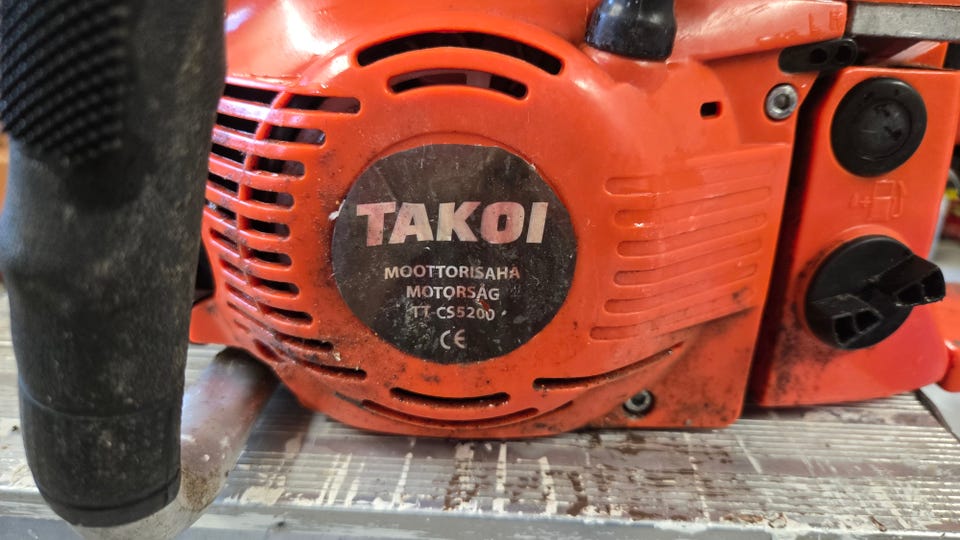 TAKOI
MOOTTORISAHA
MOTORSÅG
TT-CS5200
CE